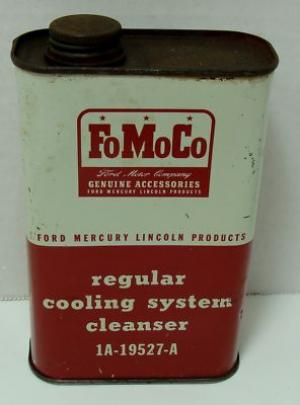 FoMoCo
Ford Motor Company
GENUINE ACCESSORIES
FORD MERCURY LINCOLN PRODUCTS
FORD MERCURY LINCOLN PRODUCTS
regular
cooling system
cleanser
1A-19527-A